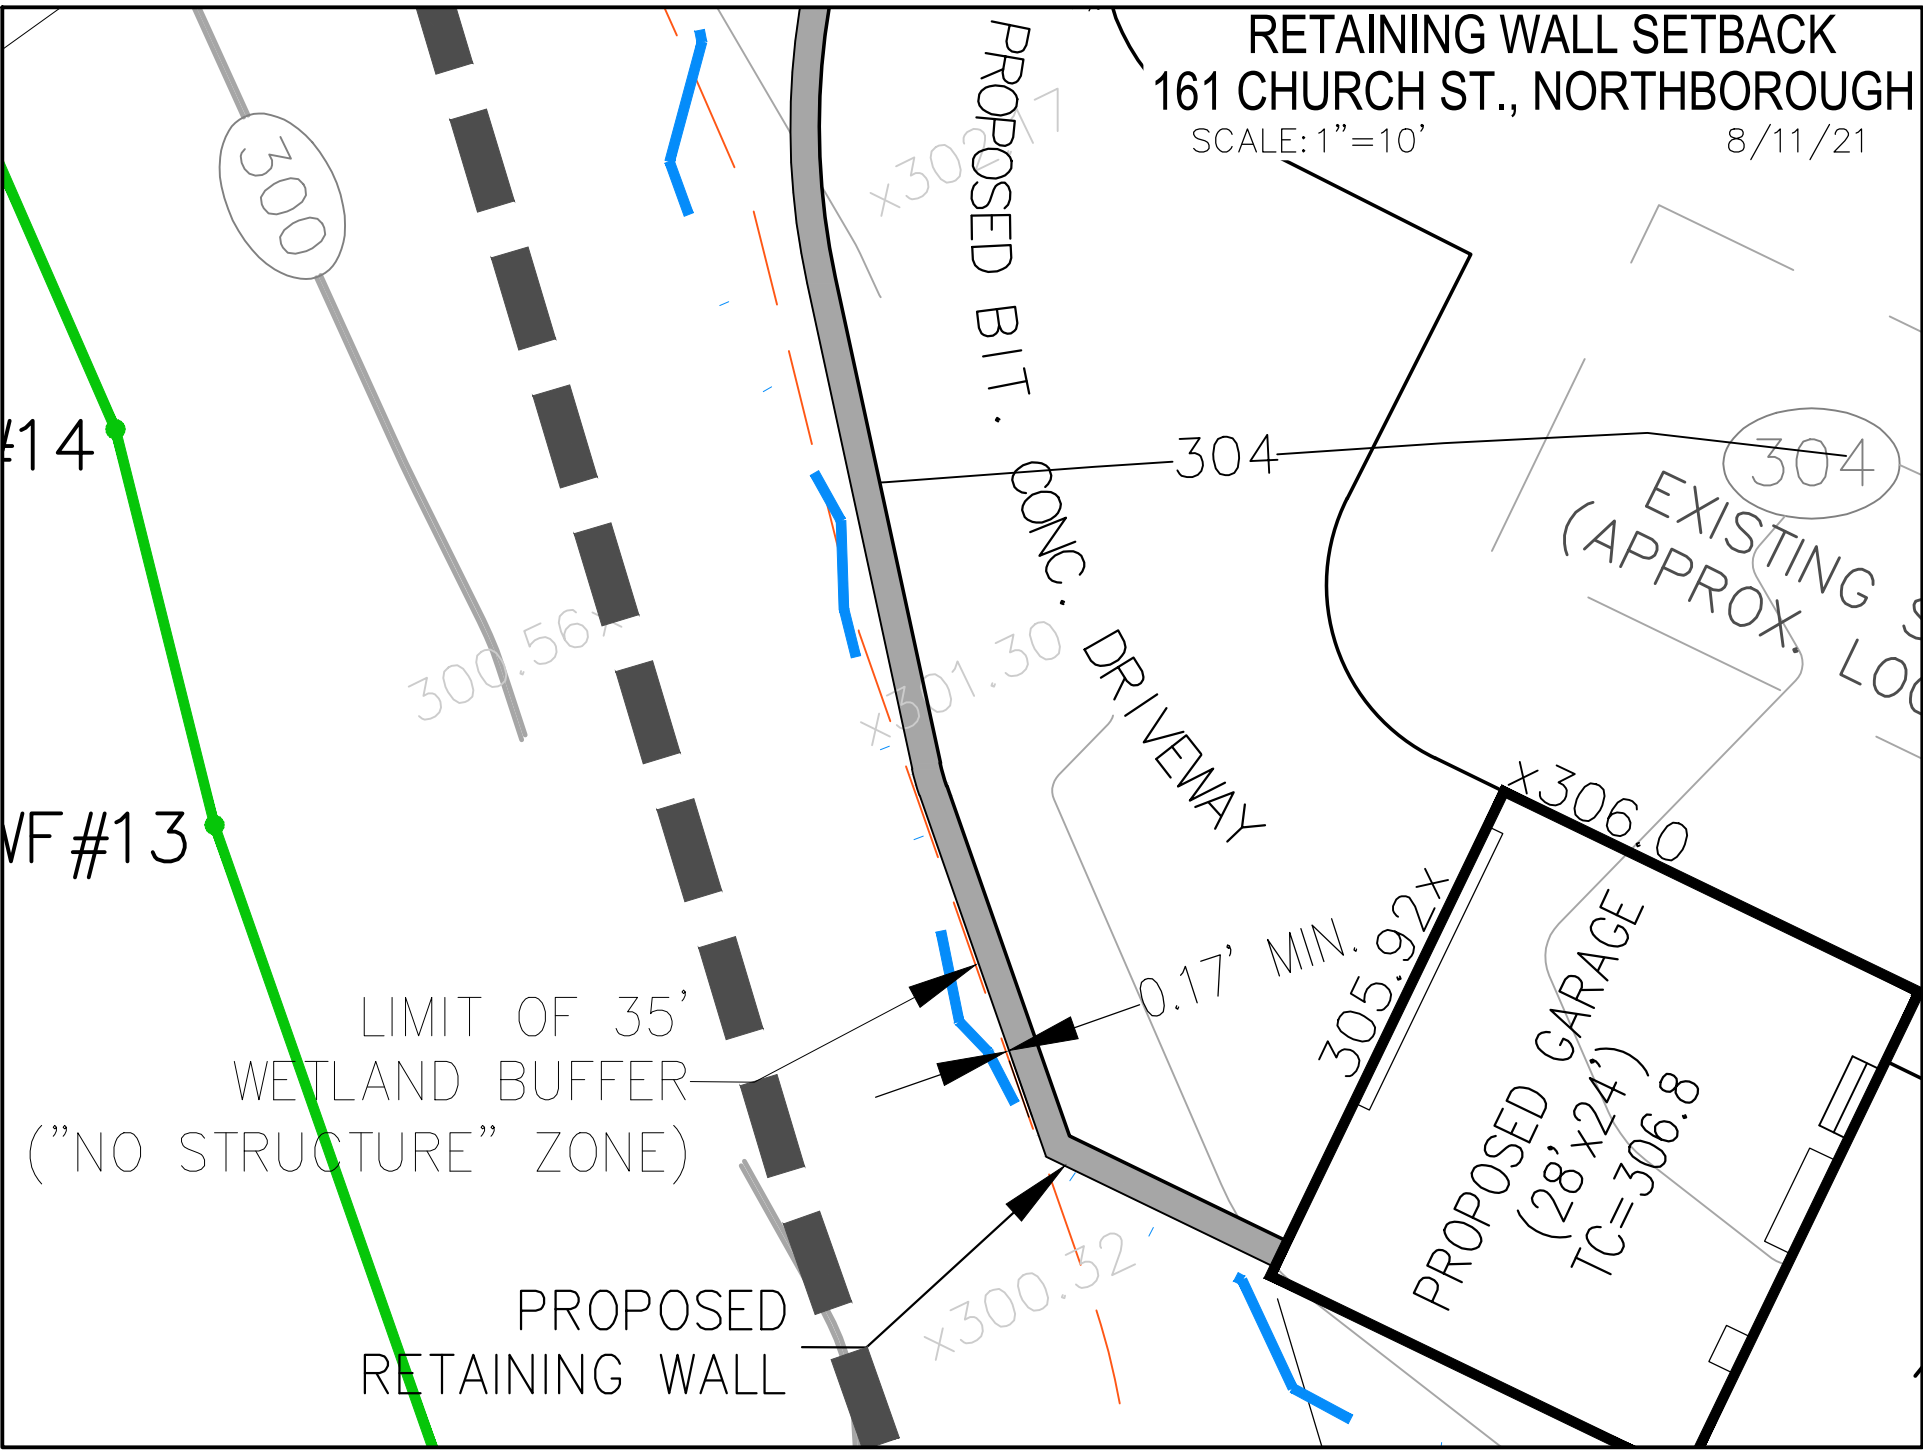 RETAINING WALL SETBACK
161 CHURCH ST., NORTHBOROUGH
SCALE: 1"=10'
8/11/21
300
x302.17
PROPOSED BIT. CONC. DRIVEWAY
304
304
EXISTING
(APPROX.
#14
300.56x
x301.30
WF#13
x306.0
305.92x
0.17' MIN.
LIMIT OF 35'
WETLAND BUFFER
("NO STRUCTURE" ZONE)
PROPOSED GARAGE
(28'x24')
TC=306.8
x300.32
PROPOSED
RETAINING WALL